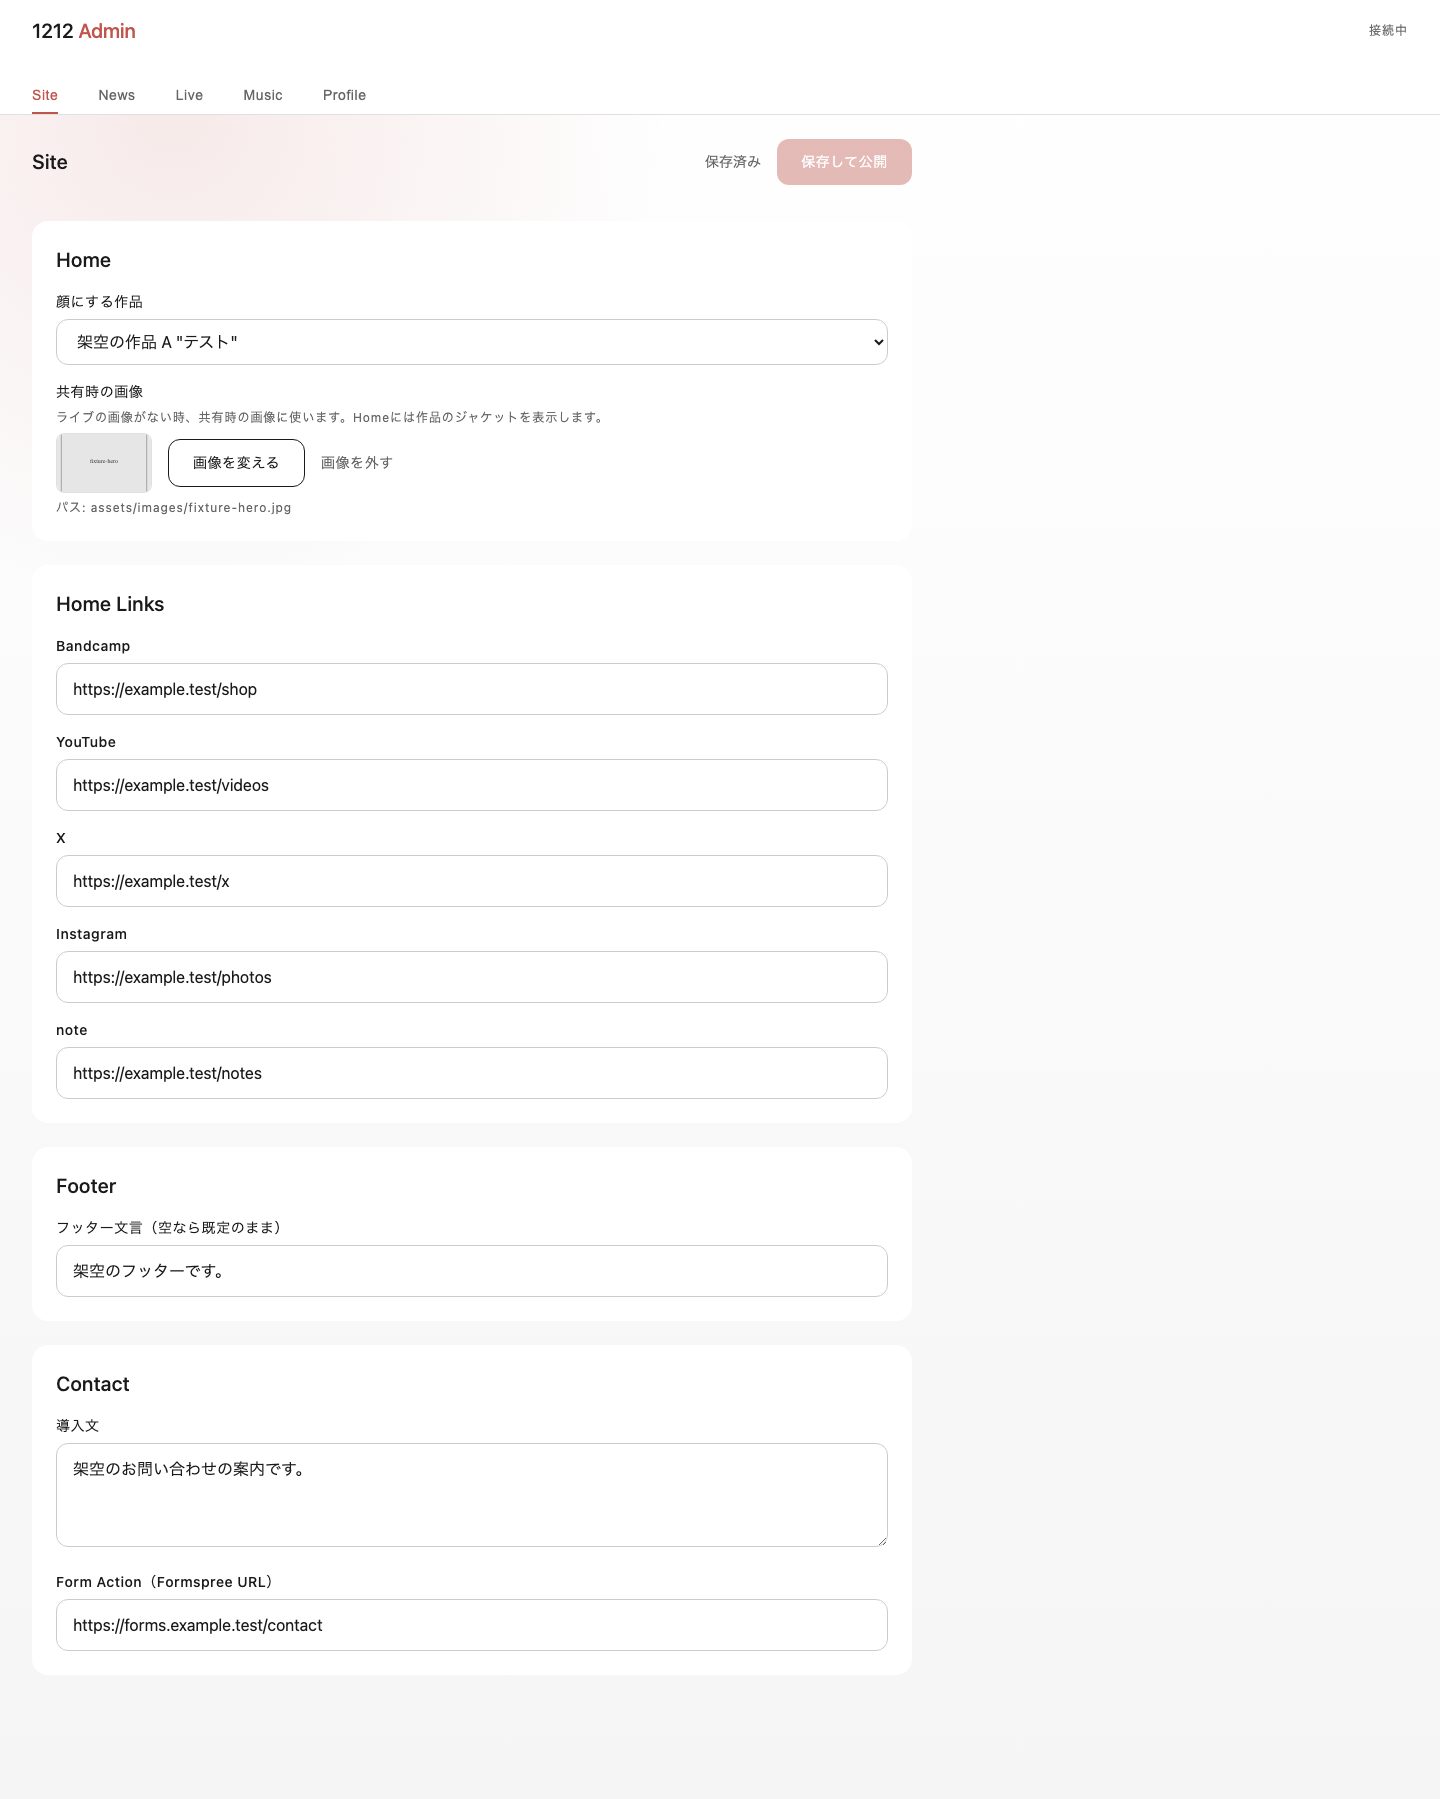 1212 Admin
接続中
Site
News
Live
Music
Profile
Site
保存済み
保存して公開
Home
顔にする作品
架空の作品 A "テスト"
共有時の画像
ライブの画像がない時、共有時の画像に使います。Homeには作品のジャケットを表示します。
fixture-hero
画像を変える
画像を外す
パス: assets/images/fixture-hero.jpg
Home Links
Bandcamp
https://example.test/shop
YouTube
https://example.test/videos
X
https://example.test/x
Instagram
https://example.test/photos
note
https://example.test/notes
Footer
フッター文言（空なら既定のまま）
架空のフッターです。
Contact
導入文
架空のお問い合わせの案内です。
Form Action（Formspree URL）
https://forms.example.test/contact